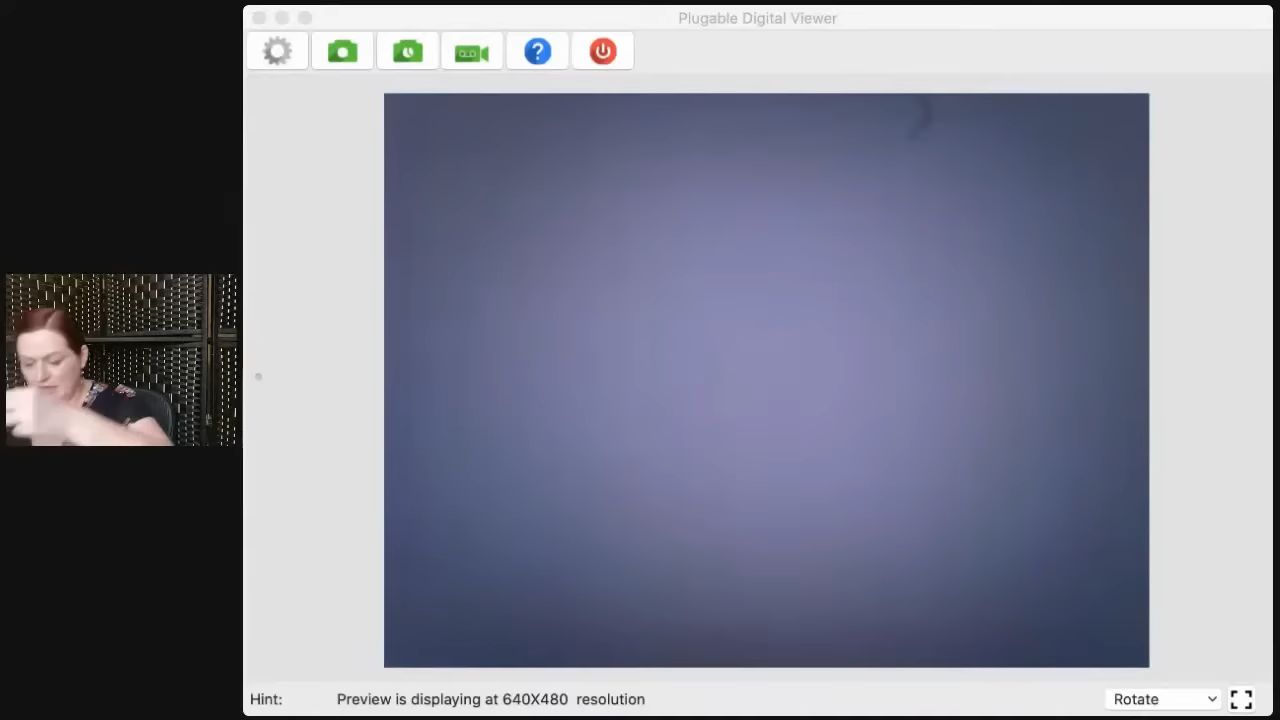 Plugable Digital Viewer
Hint: Preview is displaying at 640X480 resolution
Rotate